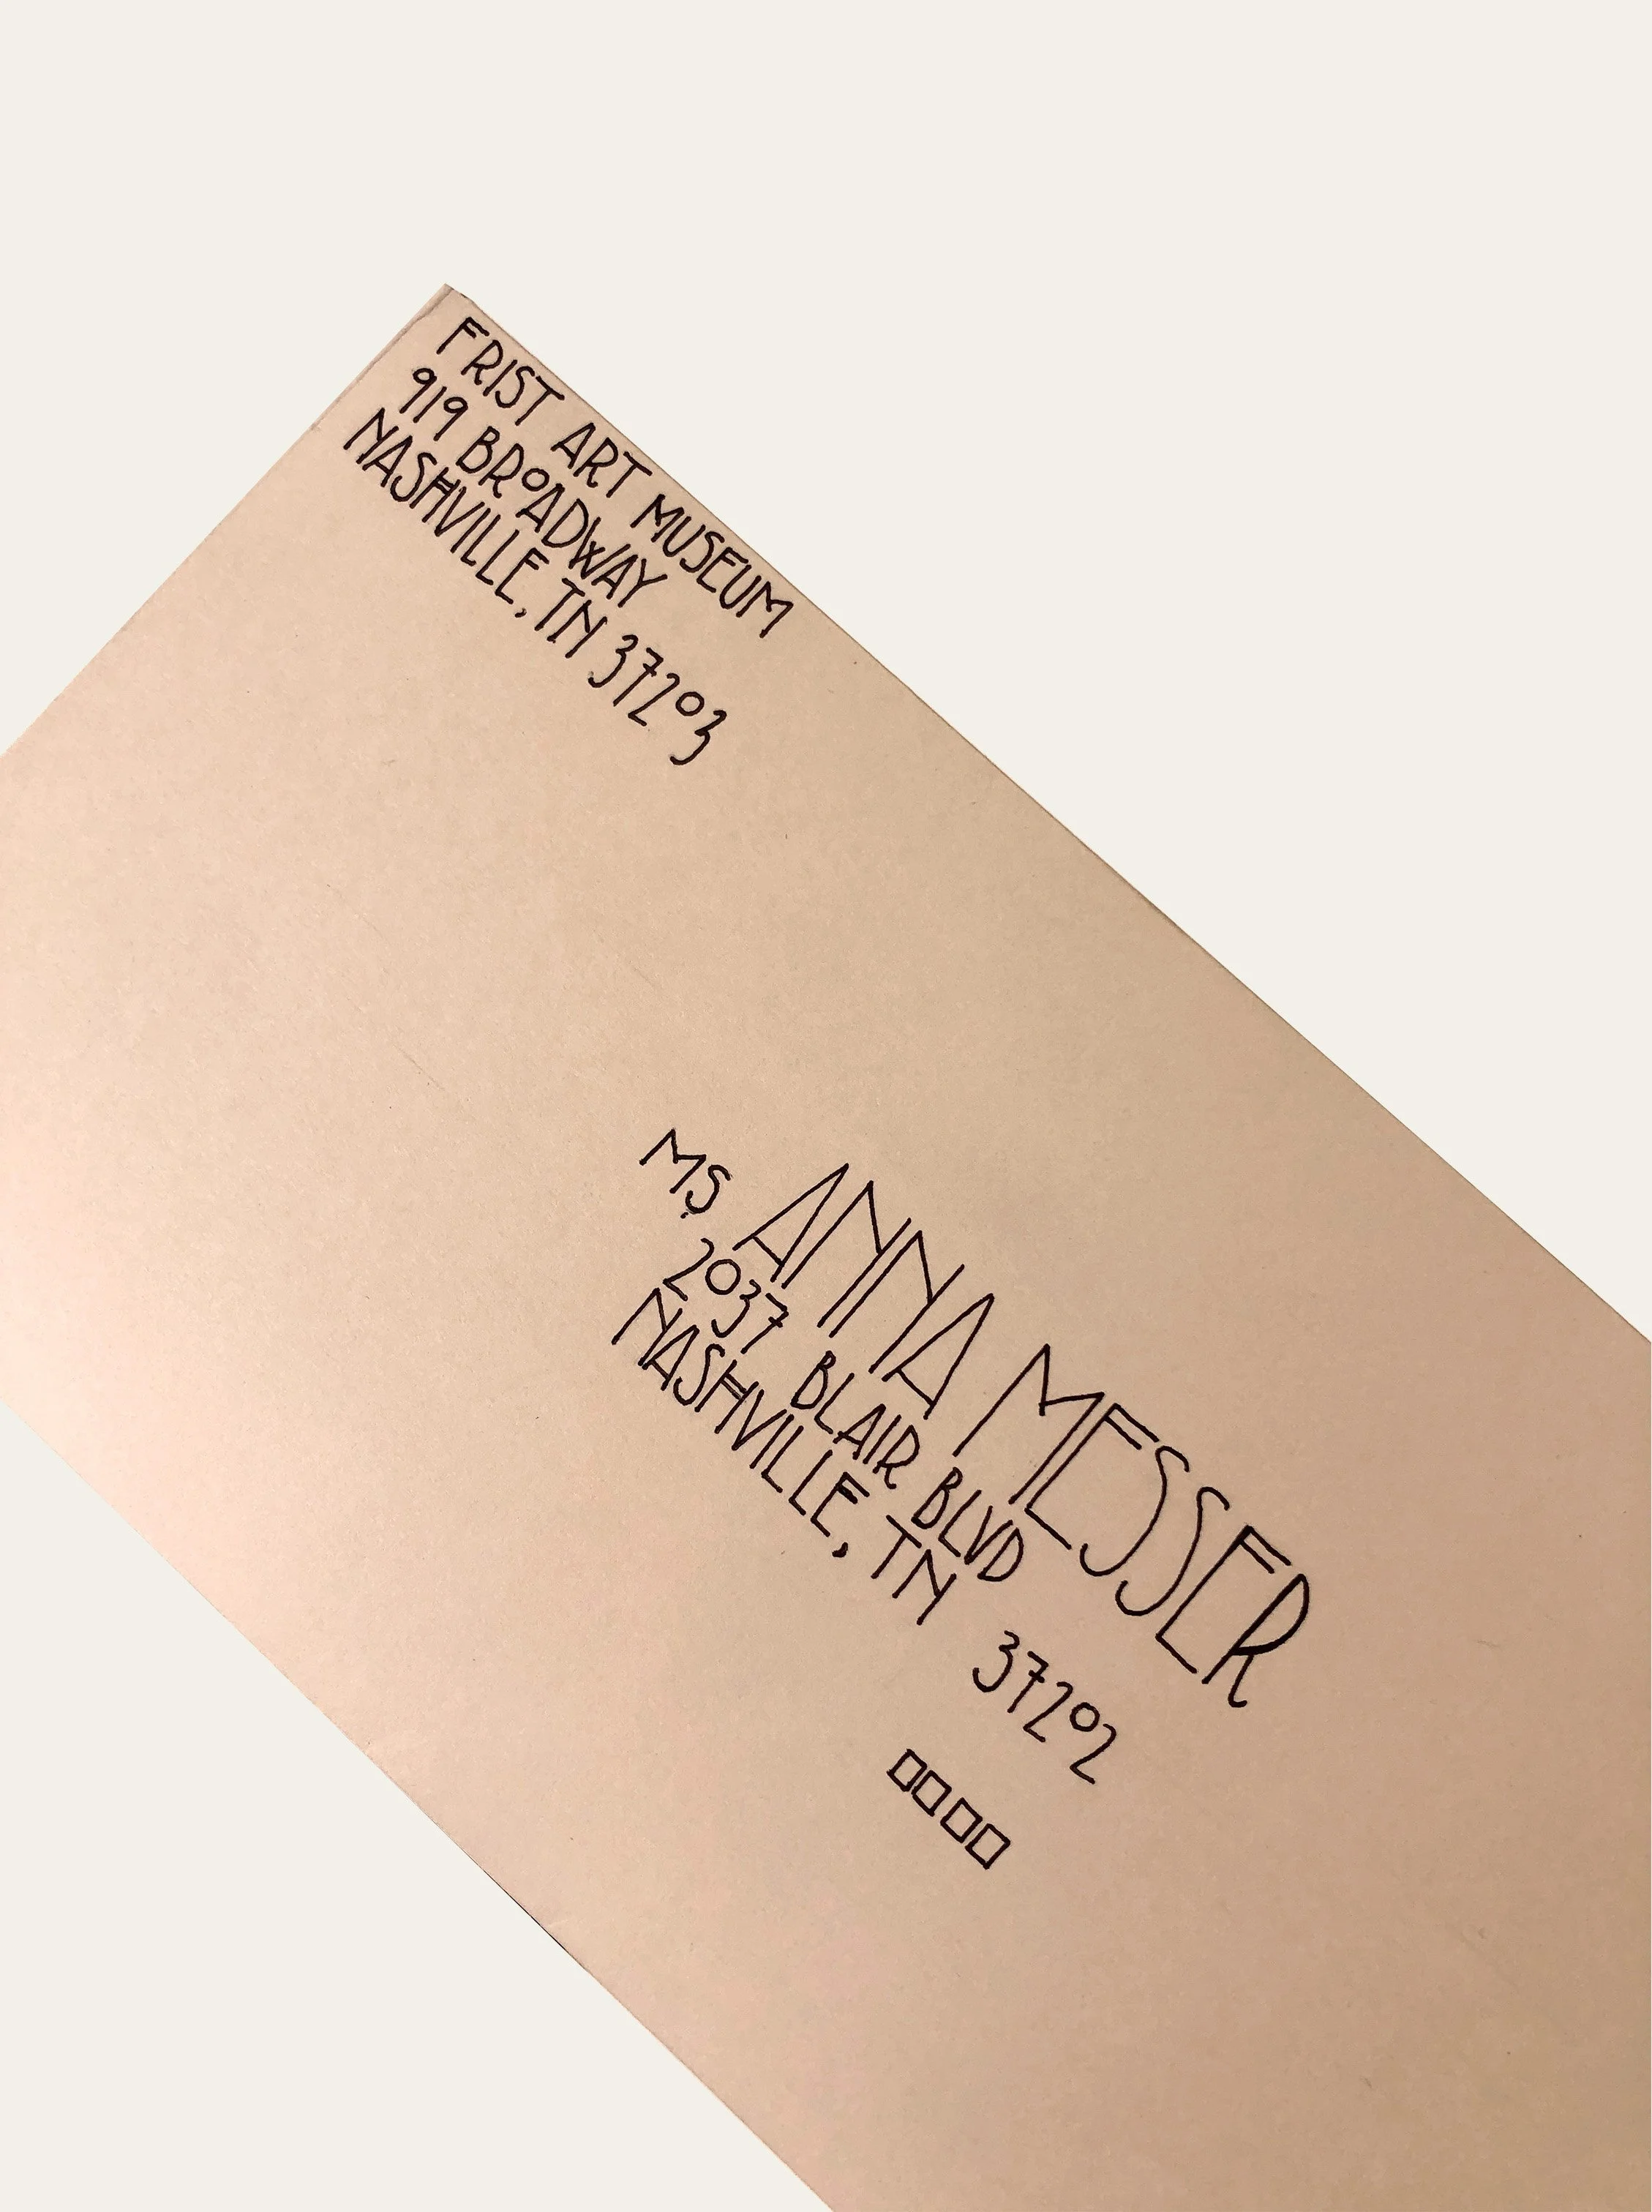 FRIST ART MUSEUM
919 BROADWAY
NASHVILLE, TN 37203
MS. ANNA MESSER
2037 BLAIR BLVD
NASHVILLE, TN 37202